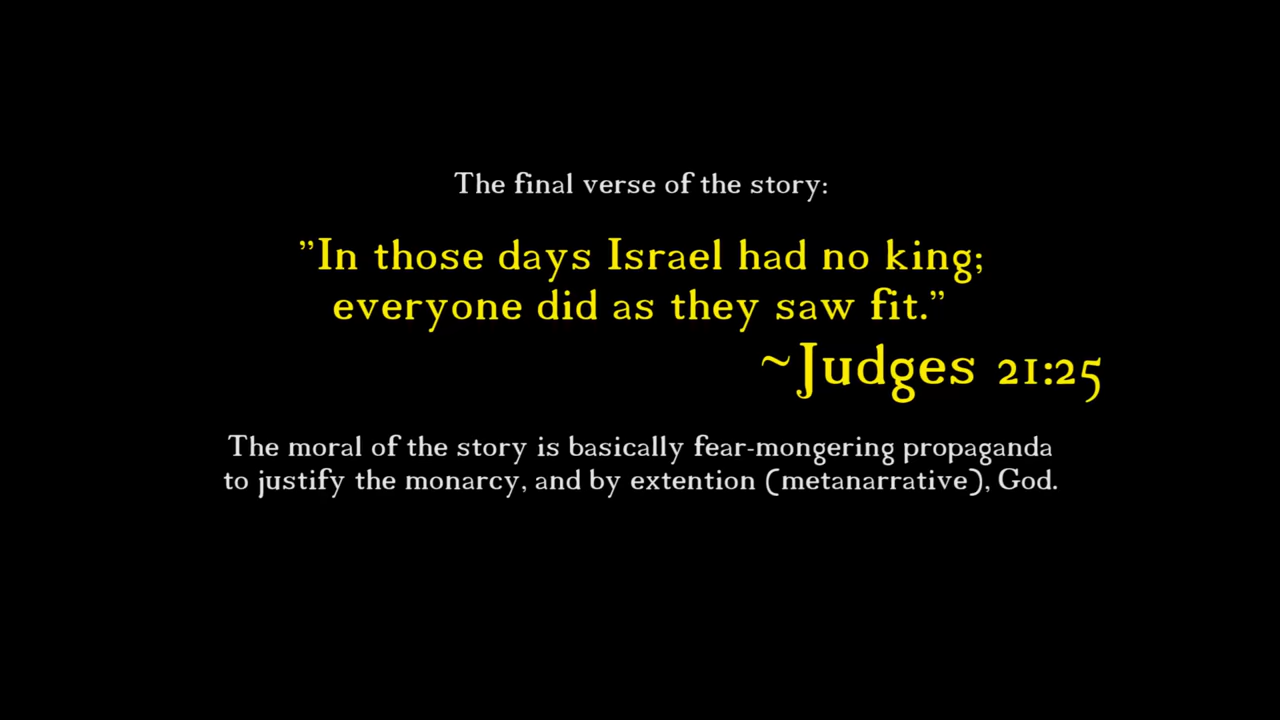 The final verse of the story:
”In those days Israel had no king;
everyone did as they saw fit.”
~Judges 21:25
The moral of the story is basically fear-mongering propaganda
to justify the monarcy, and by extention (metanarrative), God.